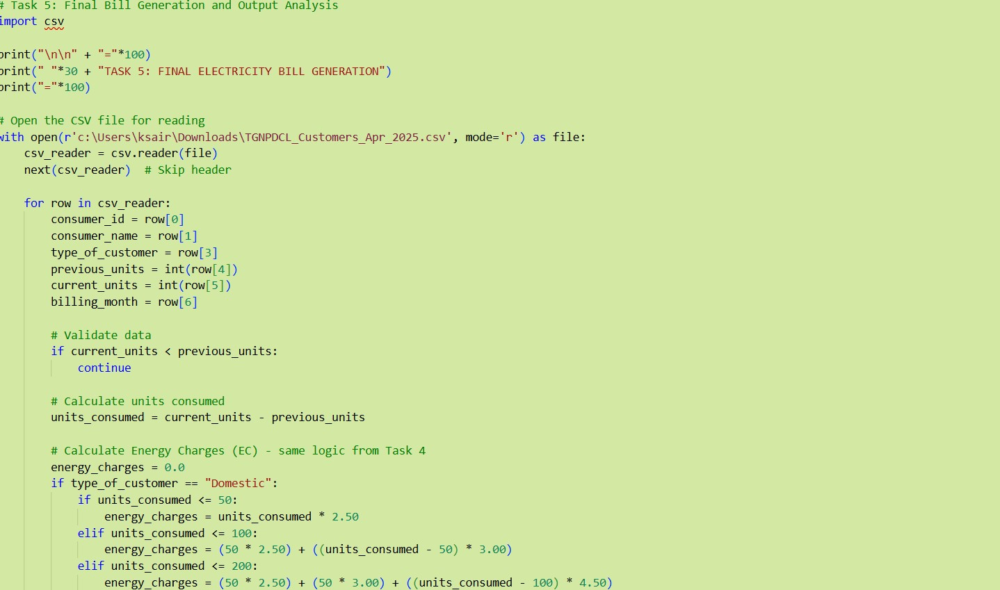 # Task 5: Final Bill Generation and Output Analysis
import csv
print("\n\n" + "="*100)
print(" "*30 + "TASK 5: FINAL ELECTRICITY BILL GENERATION")
print("="*100)
# Open the CSV file for reading
with open(r'c:\Users\ksair\Downloads\TGNPDCL_Customers_Apr_2025.csv', mode='r') as file:
    csv_reader = csv.reader(file)
    next(csv_reader)  # Skip header
    for row in csv_reader:
        consumer_id = row[0]
        consumer_name = row[1]
        type_of_customer = row[3]
        previous_units = int(row[4])
        current_units = int(row[5])
        billing_month = row[6]
        # Validate data
        if current_units < previous_units:
            continue
        # Calculate units consumed
        units_consumed = current_units - previous_units
        # Calculate Energy Charges (EC) - same logic from Task 4
        energy_charges = 0.0
        if type_of_customer == "Domestic":
            if units_consumed <= 50:
                energy_charges = units_consumed * 2.50
            elif units_consumed <= 100:
                energy_charges = (50 * 2.50) + ((units_consumed - 50) * 3.00)
            elif units_consumed <= 200:
                energy_charges = (50 * 2.50) + (50 * 3.00) + ((units_consumed - 100) * 4.50)